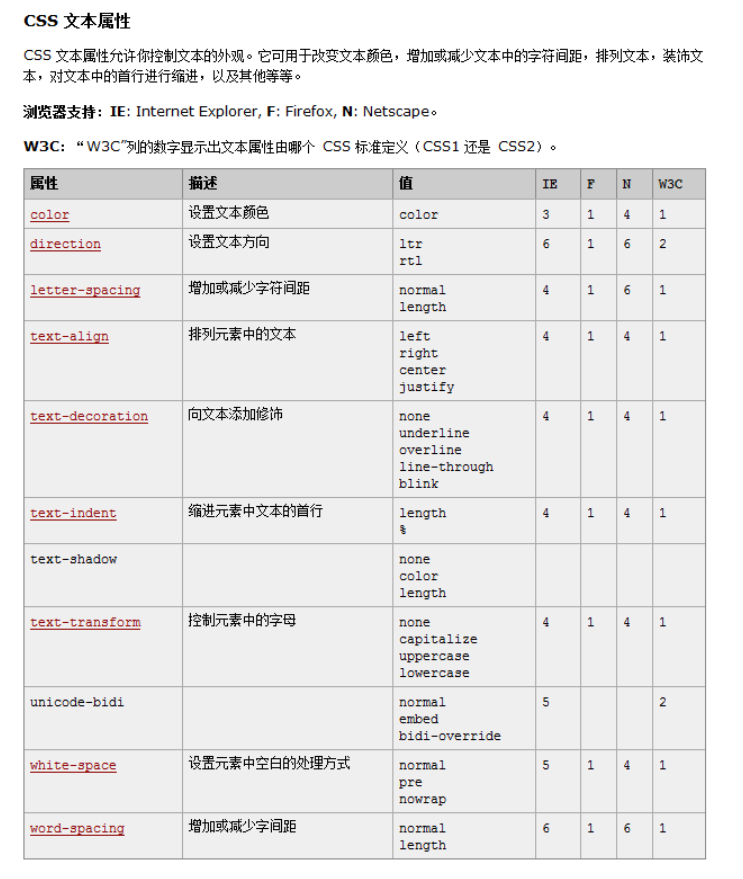 CSS 文本属性
CSS 文本属性允许你控制文本的外观。它可用于改变文本颜色，增加或减少文本中的字符间距，排列文本，装饰文
本，对文本中的首行进行缩进，以及其他等等。
浏览器支持：IE: Internet Explorer, F: Firefox, N: Netscape。
W3C：“W3C”列的数字显示出文本属性由哪个 CSS 标准定义（CSS1 还是 CSS2）。
属性 描述 值 IE F N W3C
color 设置文本颜色 color 3 1 4 1
direction 设置文本方向 ltr 6 1 6 2
rtl
letter-spacing 增加或减少字符间距 normal 4 1 6 1
length
text-align 排列元素中的文本 left 4 1 4 1
right
center
justify
text-decoration 向文本添加修饰 none 4 1 4 1
underline
overline
line-through
blink
text-indent 缩进元素中文本的首行 length 4 1 4 1
%
text-shadow none
color
length
text-transform 控制元素中的字母 none 4 1 4 1
capitalize
uppercase
lowercase
unicode-bidi normal 5 2
embed
bidi-override
white-space 设置元素中空白的处理方式 normal 5 1 4 1
pre
nowrap
word-spacing 增加或减少字间距 normal 6 1 6 1
length